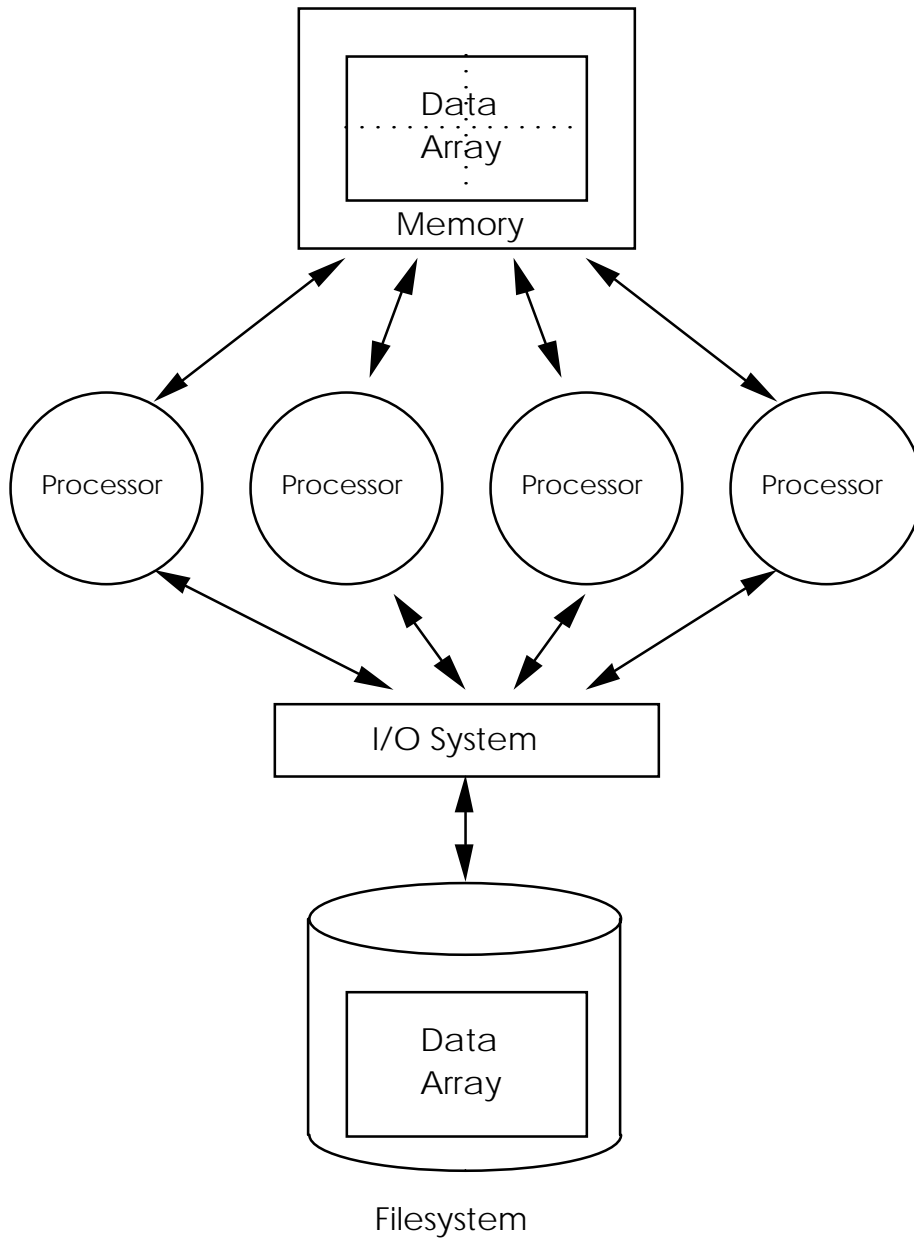 Data
Array
Memory
Processor
Processor
Processor
Processor
I/O System
Data
Array
Filesystem